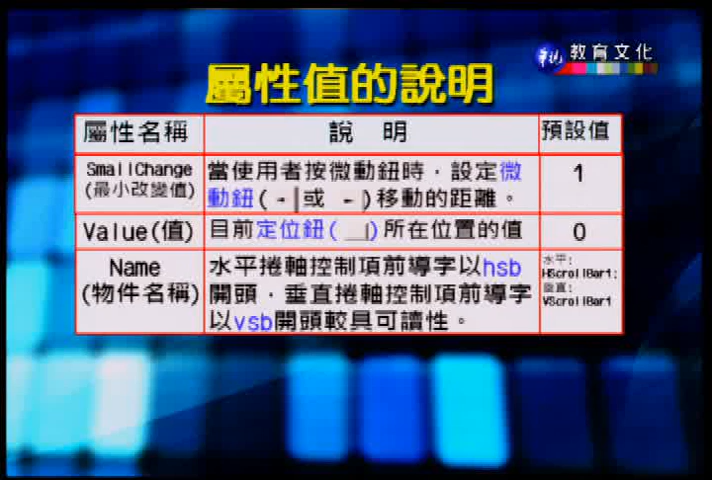 華視 教育文化
屬性值的說明
屬性名稱 說 明 預設值
SmallChange
(最小改變值)
當使用者按微動鈕時,設定微
動鈕( 或 )移動的距離。
1
Value(值) 目前定位鈕( )所在位置的值 0
Name
(物件名稱)
水平捲軸控制項前導字以hsb
開頭,垂直捲軸控制項前導字
以vsb開頭較具可讀性。
水平:
HScrollBar1;
垂直:
VScrollBar1